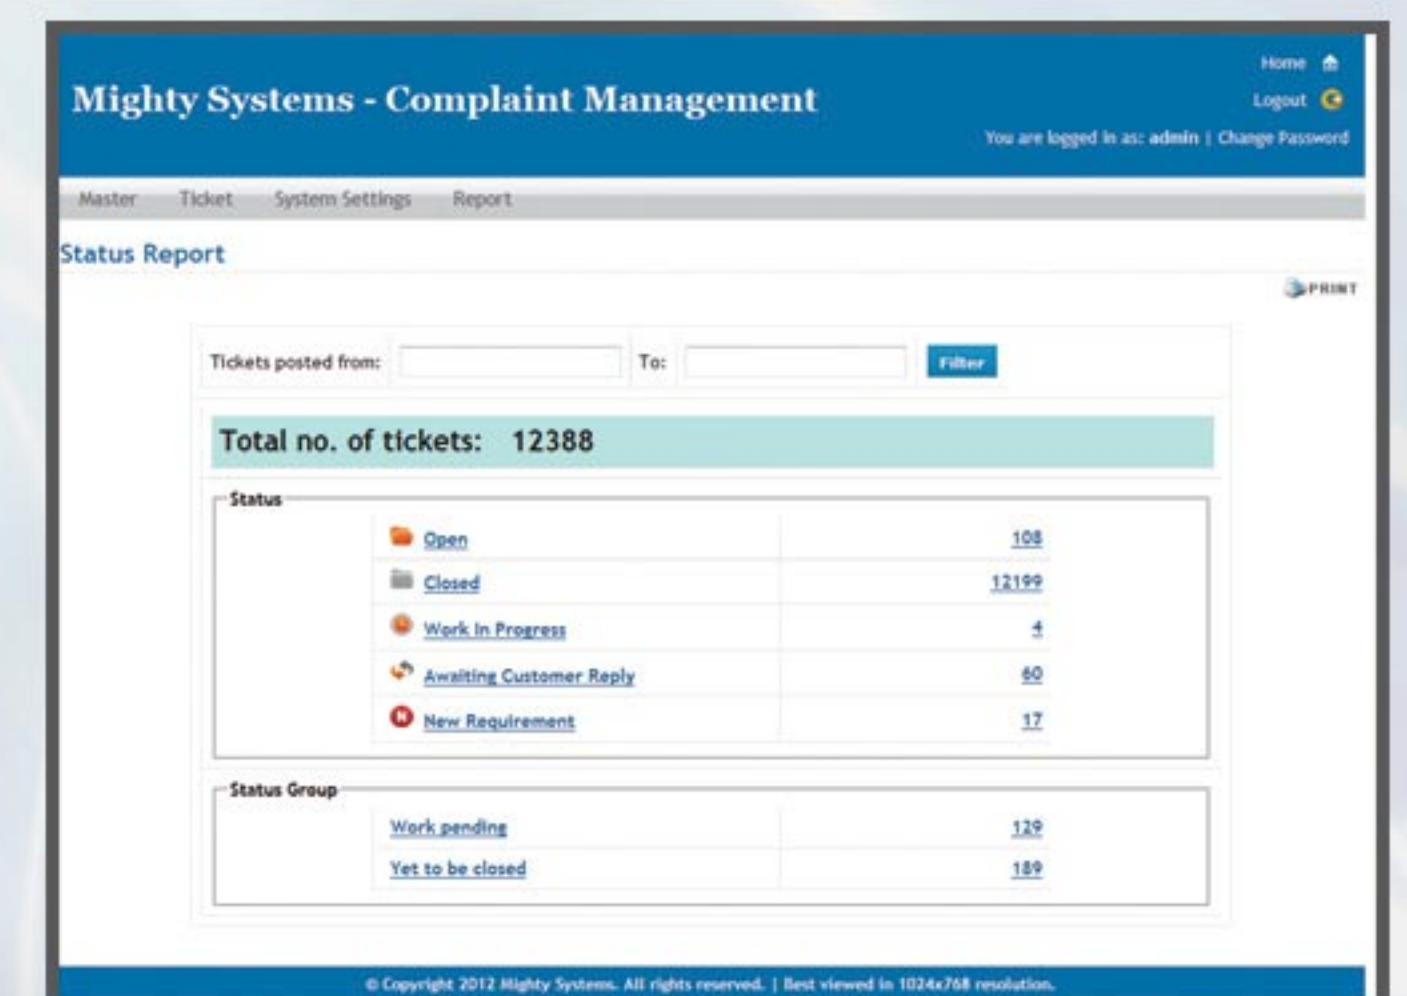 Home
Mighty Systems - Complaint Management
Logout
You are logged in as: admin | Change Password
Master Ticket System Settings Report
Status Report
PRINT
Tickets posted from: To: Filter
Total no. of tickets: 12388
Status
Open 108
Closed 12199
Work In Progress 4
Awaiting Customer Reply 60
N New Requirement 17
Status Group
Work pending 129
Yet to be closed 189
© Copyright 2012 Mighty Systems. All rights reserved. | Best viewed in 1024x768 resolution.